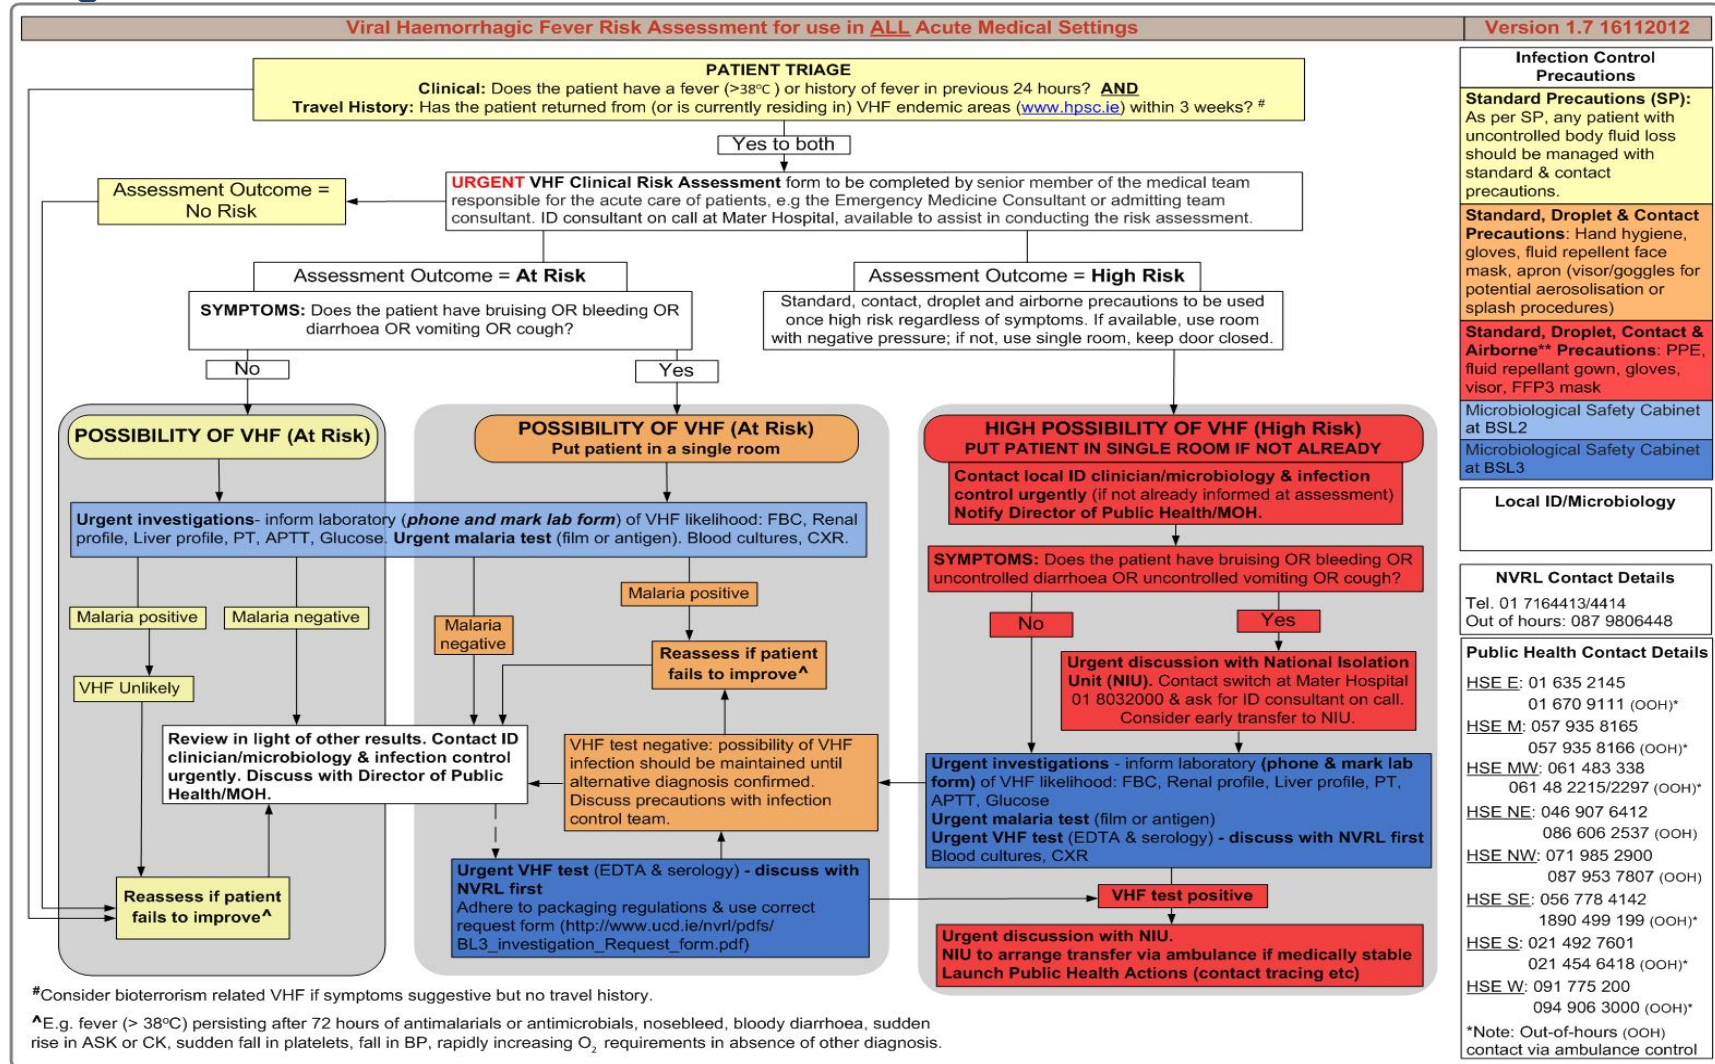 Viral Haemorrhagic Fever Risk Assessment for use in ALL Acute Medical Settings
Version 1.7 16112012
PATIENT TRIAGE
Clinical: Does the patient have a fever (>38ºC ) or history of fever in previous 24 hours? AND
Travel History: Has the patient returned from (or is currently residing in) VHF endemic areas (www.hpsc.ie) within 3 weeks? #
Yes to both
Assessment Outcome =
No Risk
URGENT VHF Clinical Risk Assessment form to be completed by senior member of the medical team
responsible for the acute care of patients, e.g the Emergency Medicine Consultant or admitting team
consultant. ID consultant on call at Mater Hospital, available to assist in conducting the risk assessment.
Assessment Outcome = At Risk
SYMPTOMS: Does the patient have bruising OR bleeding OR
diarrhoea OR vomiting OR cough?
No
Yes
Assessment Outcome = High Risk
Standard, contact, droplet and airborne precautions to be used
once high risk regardless of symptoms. If available, use room
with negative pressure; if not, use single room, keep door closed.
POSSIBILITY OF VHF (At Risk)
POSSIBILITY OF VHF (At Risk)
Put patient in a single room
Urgent investigations- inform laboratory (phone and mark lab form) of VHF likelihood: FBC, Renal
profile, Liver profile, PT, APTT, Glucose. Urgent malaria test (film or antigen). Blood cultures, CXR.
Malaria positive
Malaria negative
VHF Unlikely
Malaria
negative
Malaria positive
Reassess if patient
fails to improve^
Review in light of other results. Contact ID
clinician/microbiology & infection control
urgently. Discuss with Director of Public
Health/MOH.
VHF test negative: possibility of VHF
infection should be maintained until
alternative diagnosis confirmed.
Discuss precautions with infection
control team.
Reassess if patient
fails to improve^
Urgent VHF test (EDTA & serology) - discuss with
NVRL first
Adhere to packaging regulations & use correct
request form (http://www.ucd.ie/nvrl/pdfs/
BL3_investigation_Request_form.pdf)
HIGH POSSIBILITY OF VHF (High Risk)
PUT PATIENT IN SINGLE ROOM IF NOT ALREADY
Contact local ID clinician/microbiology & infection
control urgently (if not already informed at assessment)
Notify Director of Public Health/MOH.
SYMPTOMS: Does the patient have bruising OR bleeding OR
uncontrolled diarrhoea OR uncontrolled vomiting OR cough?
No
Yes
Urgent discussion with National Isolation
Unit (NIU). Contact switch at Mater Hospital
01 8032000 & ask for ID consultant on call.
Consider early transfer to NIU.
Urgent investigations - inform laboratory (phone & mark lab
form) of VHF likelihood: FBC, Renal profile, Liver profile, PT,
APTT, Glucose
Urgent malaria test (film or antigen)
Urgent VHF test (EDTA & serology) - discuss with NVRL first
Blood cultures, CXR
VHF test positive
Urgent discussion with NIU.
NIU to arrange transfer via ambulance if medically stable
Launch Public Health Actions (contact tracing etc)
#Consider bioterrorism related VHF if symptoms suggestive but no travel history.
^E.g. fever (> 38ºC) persisting after 72 hours of antimalarials or antimicrobials, nosebleed, bloody diarrhoea, sudden
rise in ASK or CK, sudden fall in platelets, fall in BP, rapidly increasing O2 requirements in absence of other diagnosis.
Infection Control
Precautions
Standard Precautions (SP):
As per SP, any patient with
uncontrolled body fluid loss
should be managed with
standard & contact
precautions.
Standard, Droplet & Contact
Precautions: Hand hygiene,
gloves, fluid repellent face
mask, apron (visor/goggles for
potential aerosolisation or
splash procedures)
Standard, Droplet, Contact &
Airborne** Precautions: PPE,
fluid repellant gown, gloves,
visor, FFP3 mask
Microbiological Safety Cabinet
at BSL2
Microbiological Safety Cabinet
at BSL3
Local ID/Microbiology
NVRL Contact Details
Tel. 01 7164413/4414
Out of hours: 087 9806448
Public Health Contact Details
HSE E: 01 635 2145
01 670 9111 (OOH)*
HSE M: 057 935 8165
057 935 8166 (OOH)*
HSE MW: 061 483 338
061 48 2215/2297 (OOH)*
HSE NE: 046 907 6412
086 606 2537 (OOH)
HSE NW: 071 985 2900
087 953 7807 (OOH)
HSE SE: 056 778 4142
1890 499 199 (OOH)*
HSE S: 021 492 7601
021 454 6418 (OOH)*
HSE W: 091 775 200
094 906 3000 (OOH)*
*Note: Out-of-hours (OOH)
contact via ambulance control